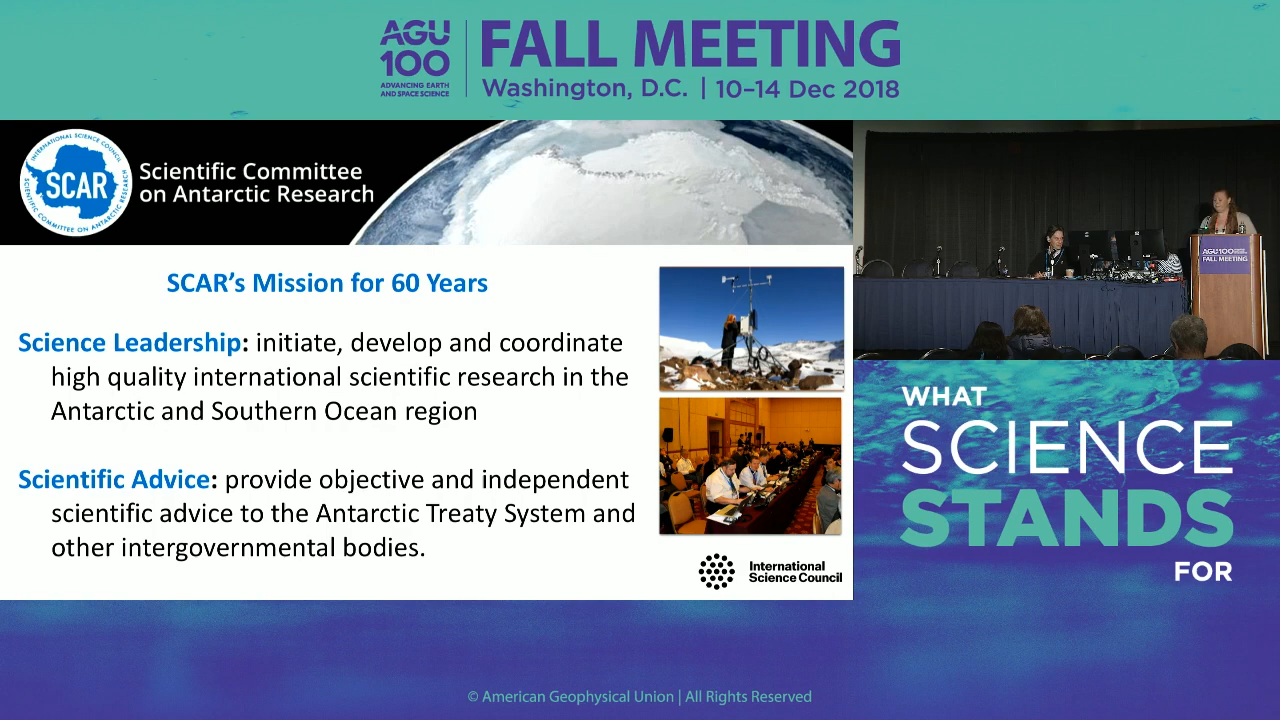 AGU
100
ADVANCING EARTH
AND SPACE SCIENCE
FALL MEETING
Washington, D.C. | 10–14 Dec 2018
INTERNATIONAL SCIENCE COUNCIL
SCAR
SCIENTIFIC COMMITTEE ON ANTARCTIC RESEARCH
Scientific Committee
on Antarctic Research
SCAR’s Mission for 60 Years
Science Leadership: initiate, develop and coordinate
high quality international scientific research in the
Antarctic and Southern Ocean region
Scientific Advice: provide objective and independent
scientific advice to the Antarctic Treaty System and
other intergovernmental bodies.
International
Science Council
AGU100
FALL MEETING
WHAT
SCIENCE
STANDS
FOR
© American Geophysical Union | All Rights Reserved